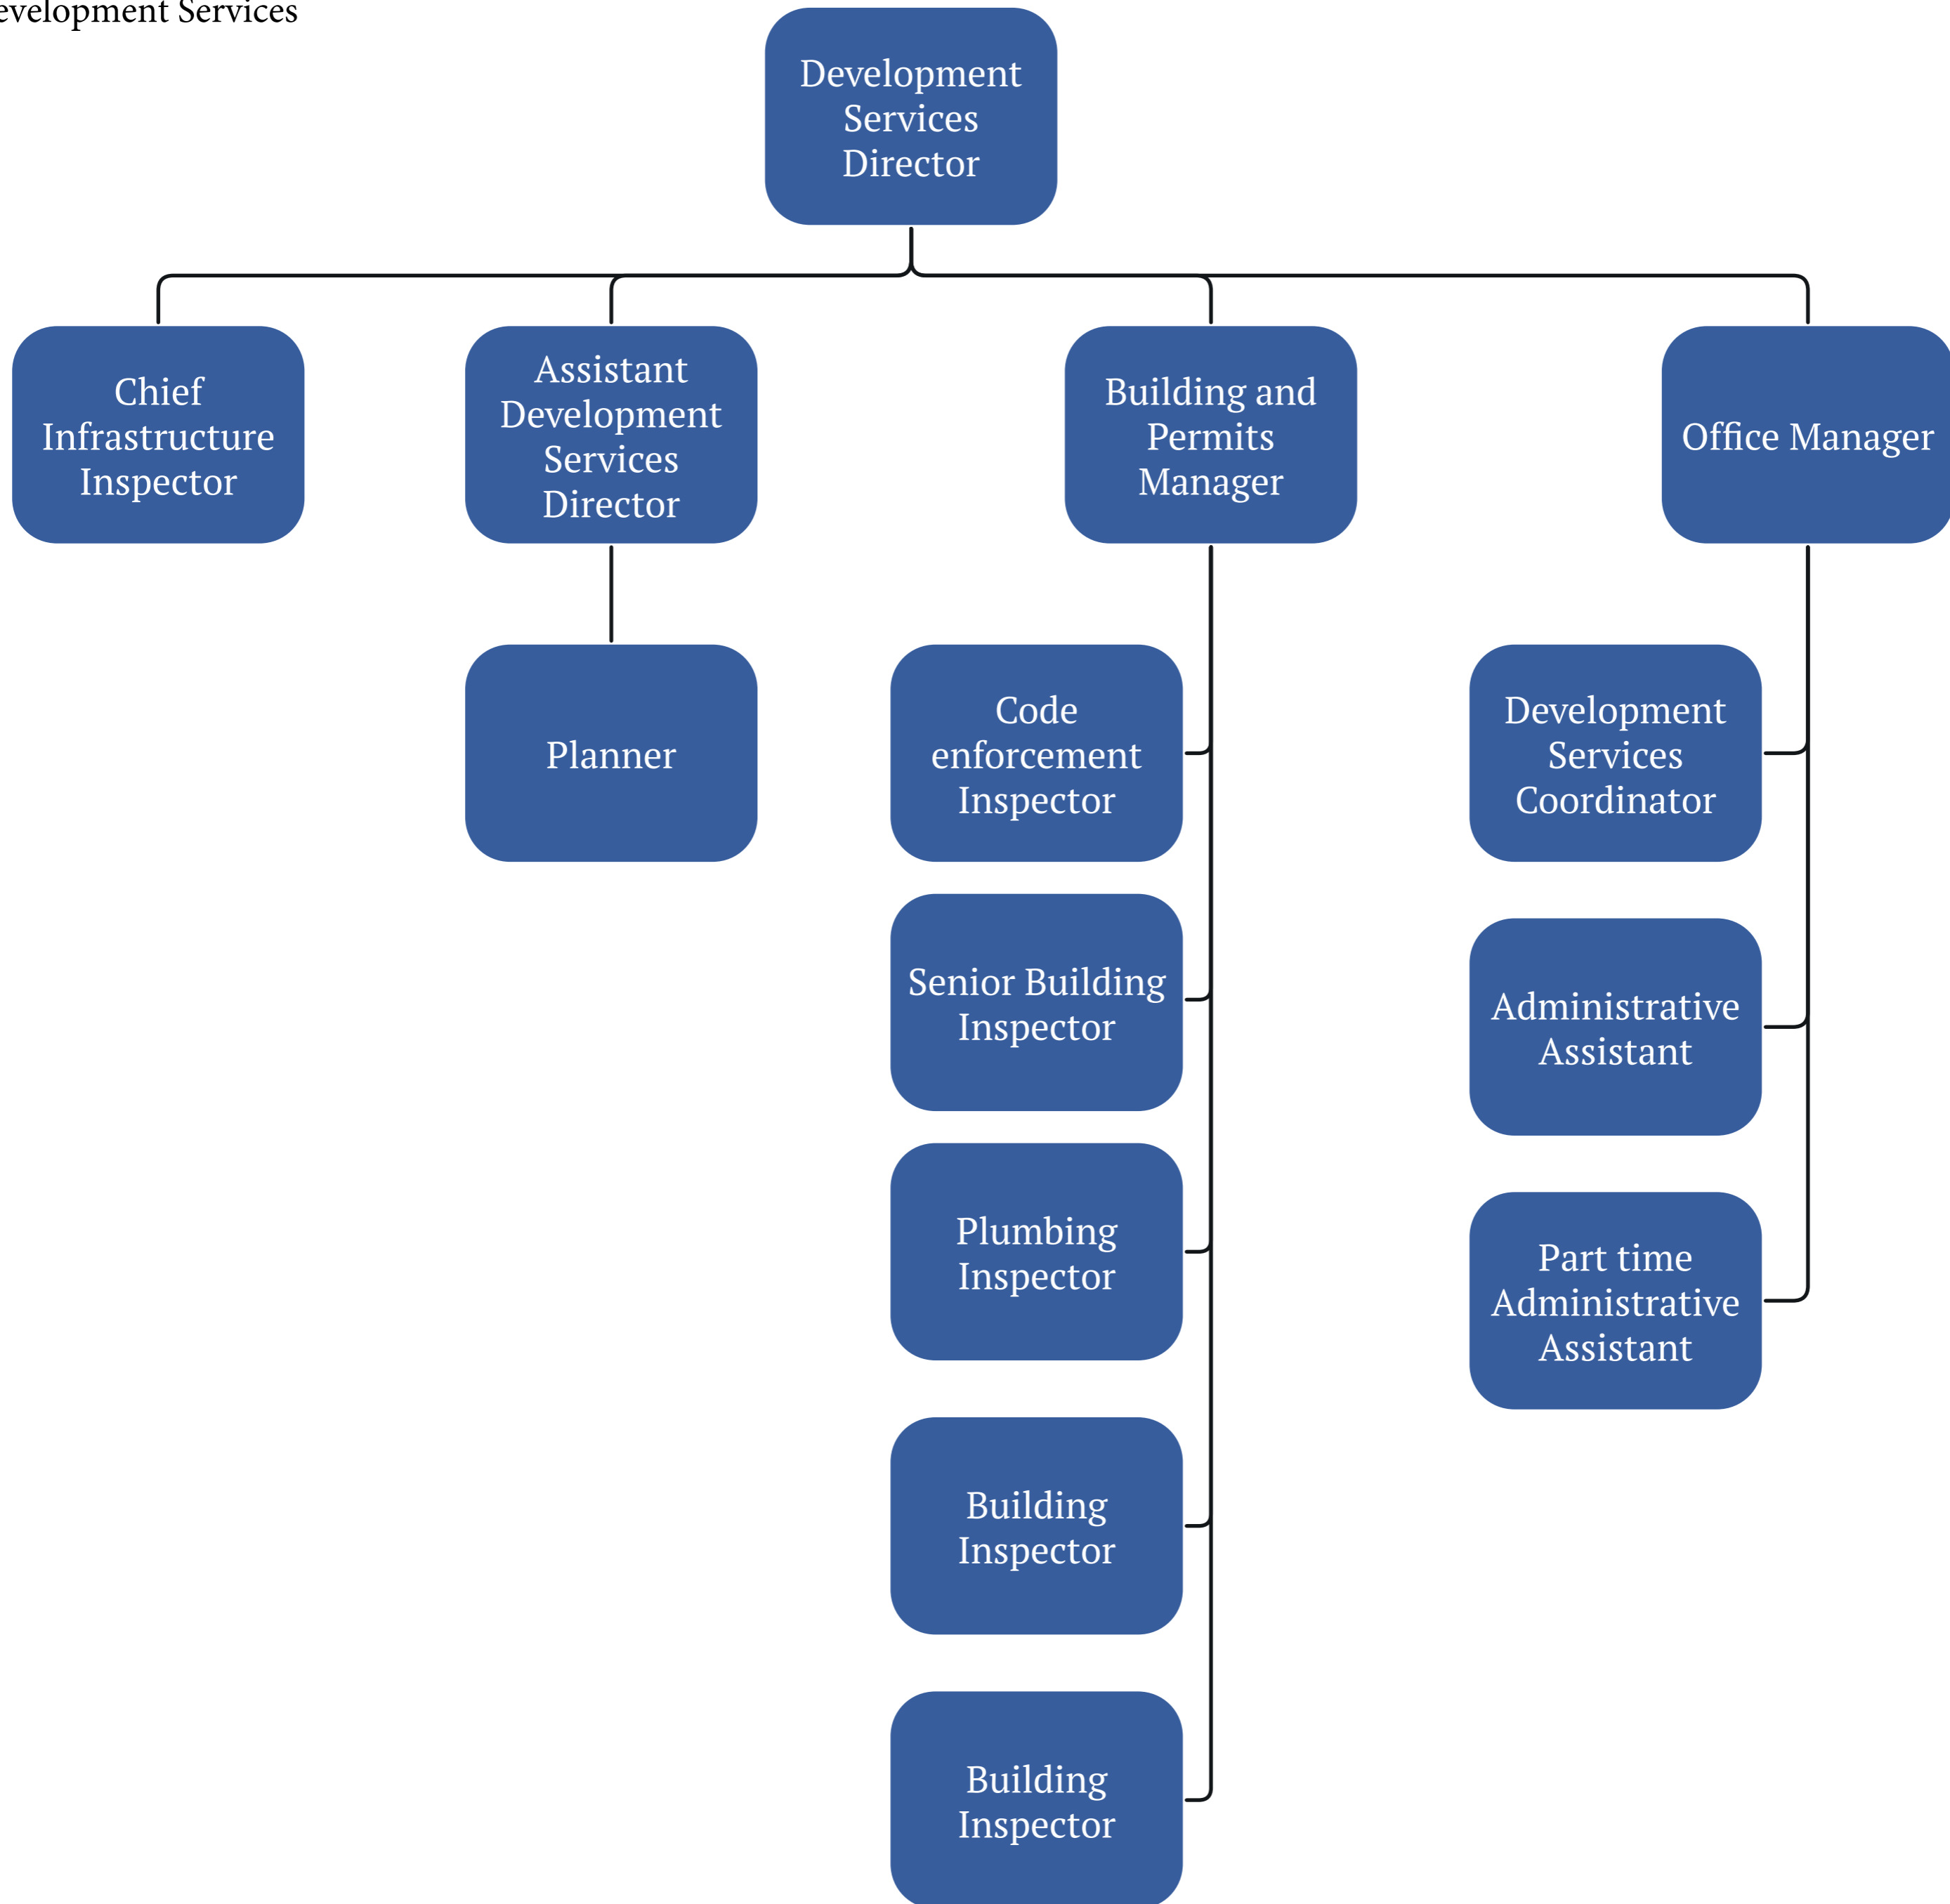 evelopment Services
Development
Services
Director
Chief
Infrastructure
Inspector
Assistant
Development
Services
Director
Building and
Permits
Manager
Office Manager
Planner
Code
enforcement
Inspector
Development
Services
Coordinator
Senior Building
Inspector
Administrative
Assistant
Plumbing
Inspector
Part time
Administrative
Assistant
Building
Inspector
Building
Inspector